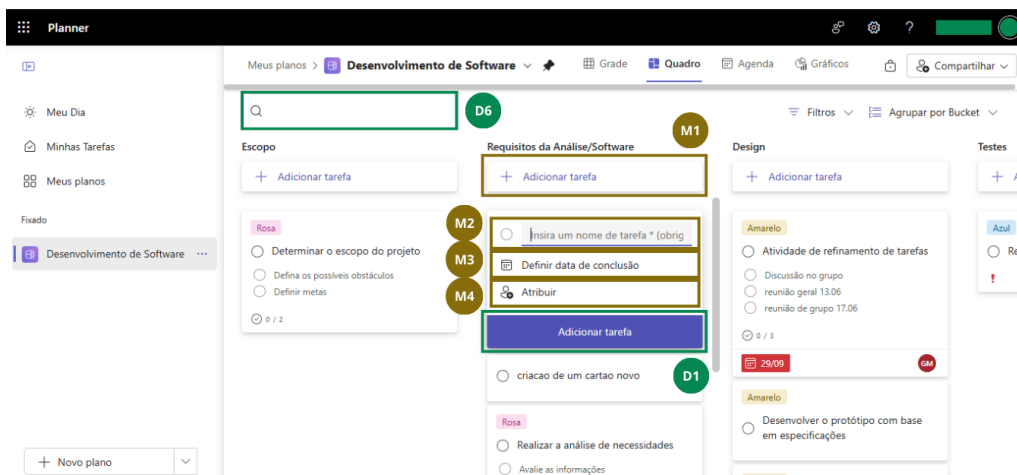 Planner
?
Meus planos > Desenvolvimento de Software
Grade
Quadro
Agenda
Gráficos
Compartilhar
Meu Dia
Minhas Tarefas
Meus planos
Fixado
Desenvolvimento de Software ...
+ Novo plano
D6
Filtros
Agrupar por Bucket
M1
Escopo
+ Adicionar tarefa
Rosa
Determinar o escopo do projeto
Defina os possíveis obstáculos
Definir metas
0 / 2
Requisitos da Análise/Software
+ Adicionar tarefa
M2
Insira um nome de tarefa * (obrig
M3
Definir data de conclusão
M4
Atribuir
Adicionar tarefa
D1
criacao de um cartao novo
Rosa
Realizar a análise de necessidades
Avalie as informações
Design
+ Adicionar tarefa
Amarelo
Atividade de refinamento de tarefas
Discussão no grupo
reunião geral 13.06
reunião de grupo 17.06
0 / 3
29/09
GM
Amarelo
Desenvolver o protótipo com base
em especificações
Testes
+
Azul
!